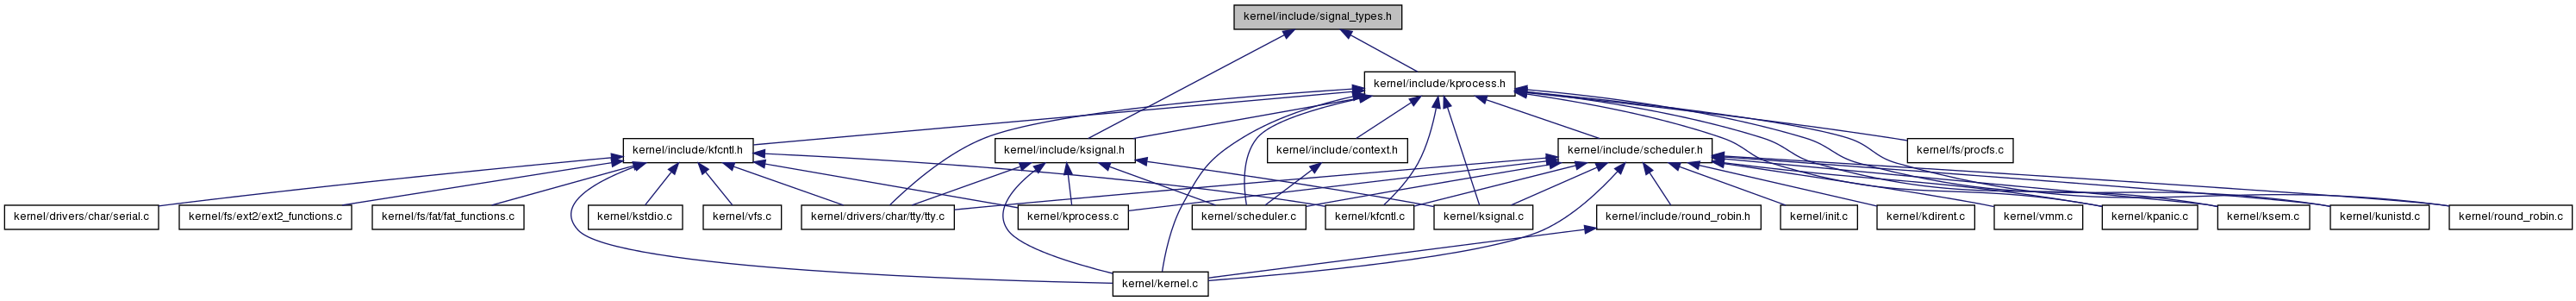 kernel/include/signal_types.h
kernel/include/kprocess.h
kernel/include/kfcntl.h
kernel/include/ksignal.h
kernel/include/context.h
kernel/include/scheduler.h
kernel/fs/procfs.c
kernel/drivers/char/serial.c
kernel/fs/ext2/ext2_functions.c
kernel/fs/fat/fat_functions.c
kernel/kstdio.c
kernel/vfs.c
kernel/drivers/char/tty/tty.c
kernel/kprocess.c
kernel/scheduler.c
kernel/kfcntl.c
kernel/ksignal.c
kernel/include/round_robin.h
kernel/init.c
kernel/kdirent.c
kernel/vmm.c
kernel/kpanic.c
kernel/ksem.c
kernel/kunistd.c
kernel/round_robin.c
kernel/kernel.c